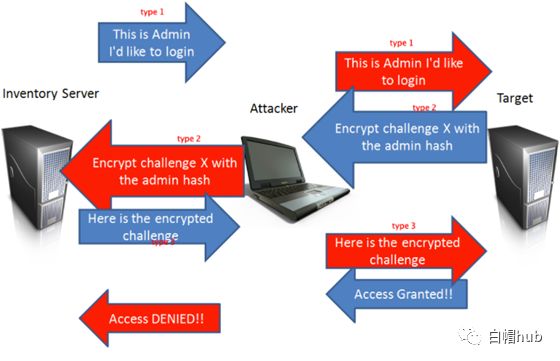 type 1
This is Admin
I'd like to login
type 1
This is Admin I'd like
to login
Inventory Server
Attacker
Target
type 2
Encrypt challenge X with
the admin hash
type 2
Encrypt challenge X with
the admin hash
Here is the encrypted
challenge
type 3
Here is the encrypted
challenge
Access Granted!!
Access DENIED!!
白帽hub